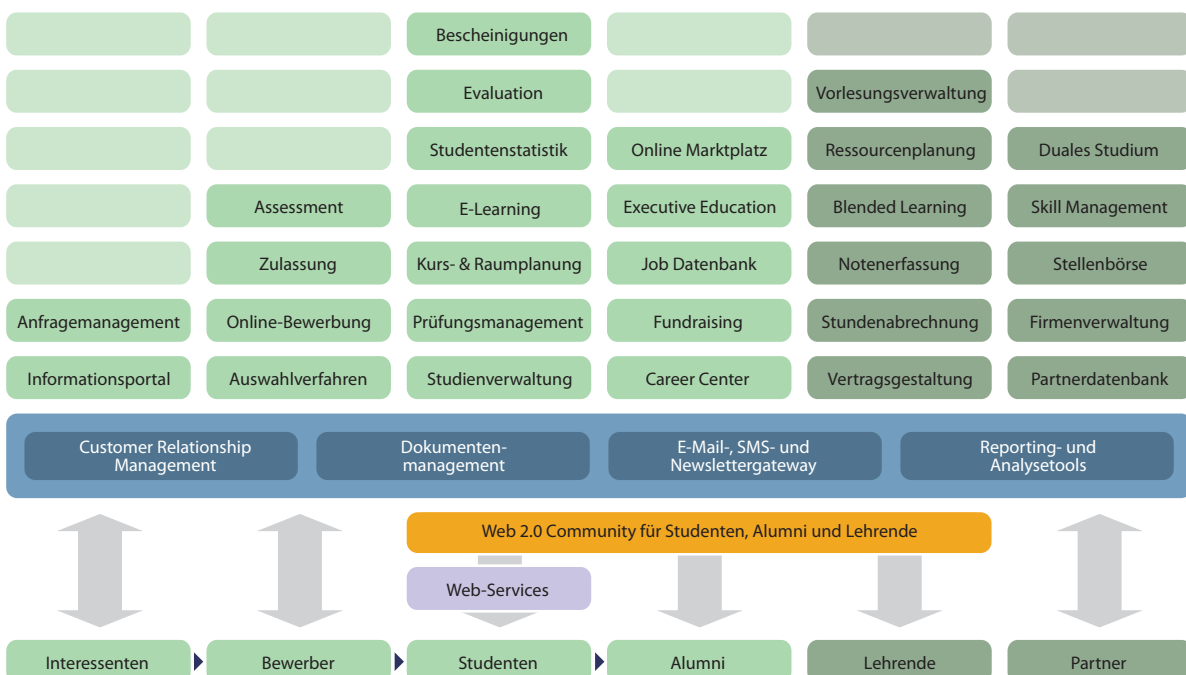 Bescheinigungen
Evaluation
Vorlesungsverwaltung
Studentenstatistik
Online Marktplatz
Ressourcenplanung
Duales Studium
Assessment
E-Learning
Executive Education
Blended Learning
Skill Management
Zulassung
Kurs- & Raumplanung
Job Datenbank
Notenerfassung
Stellenbörse
Anfragemanagement
Online-Bewerbung
Prüfungsmanagement
Fundraising
Stundenabrechnung
Firmenverwaltung
Informationsportal
Auswahlverfahren
Studienverwaltung
Career Center
Vertragsgestaltung
Partnerdatenbank
Customer Relationship
Management
Dokumenten-
management
E-Mail-, SMS- und
Newslettergateway
Reporting- und
Analysetools
Web 2.0 Community für Studenten, Alumni und Lehrende
Web-Services
Interessenten
Bewerber
Studenten
Alumni
Lehrende
Partner